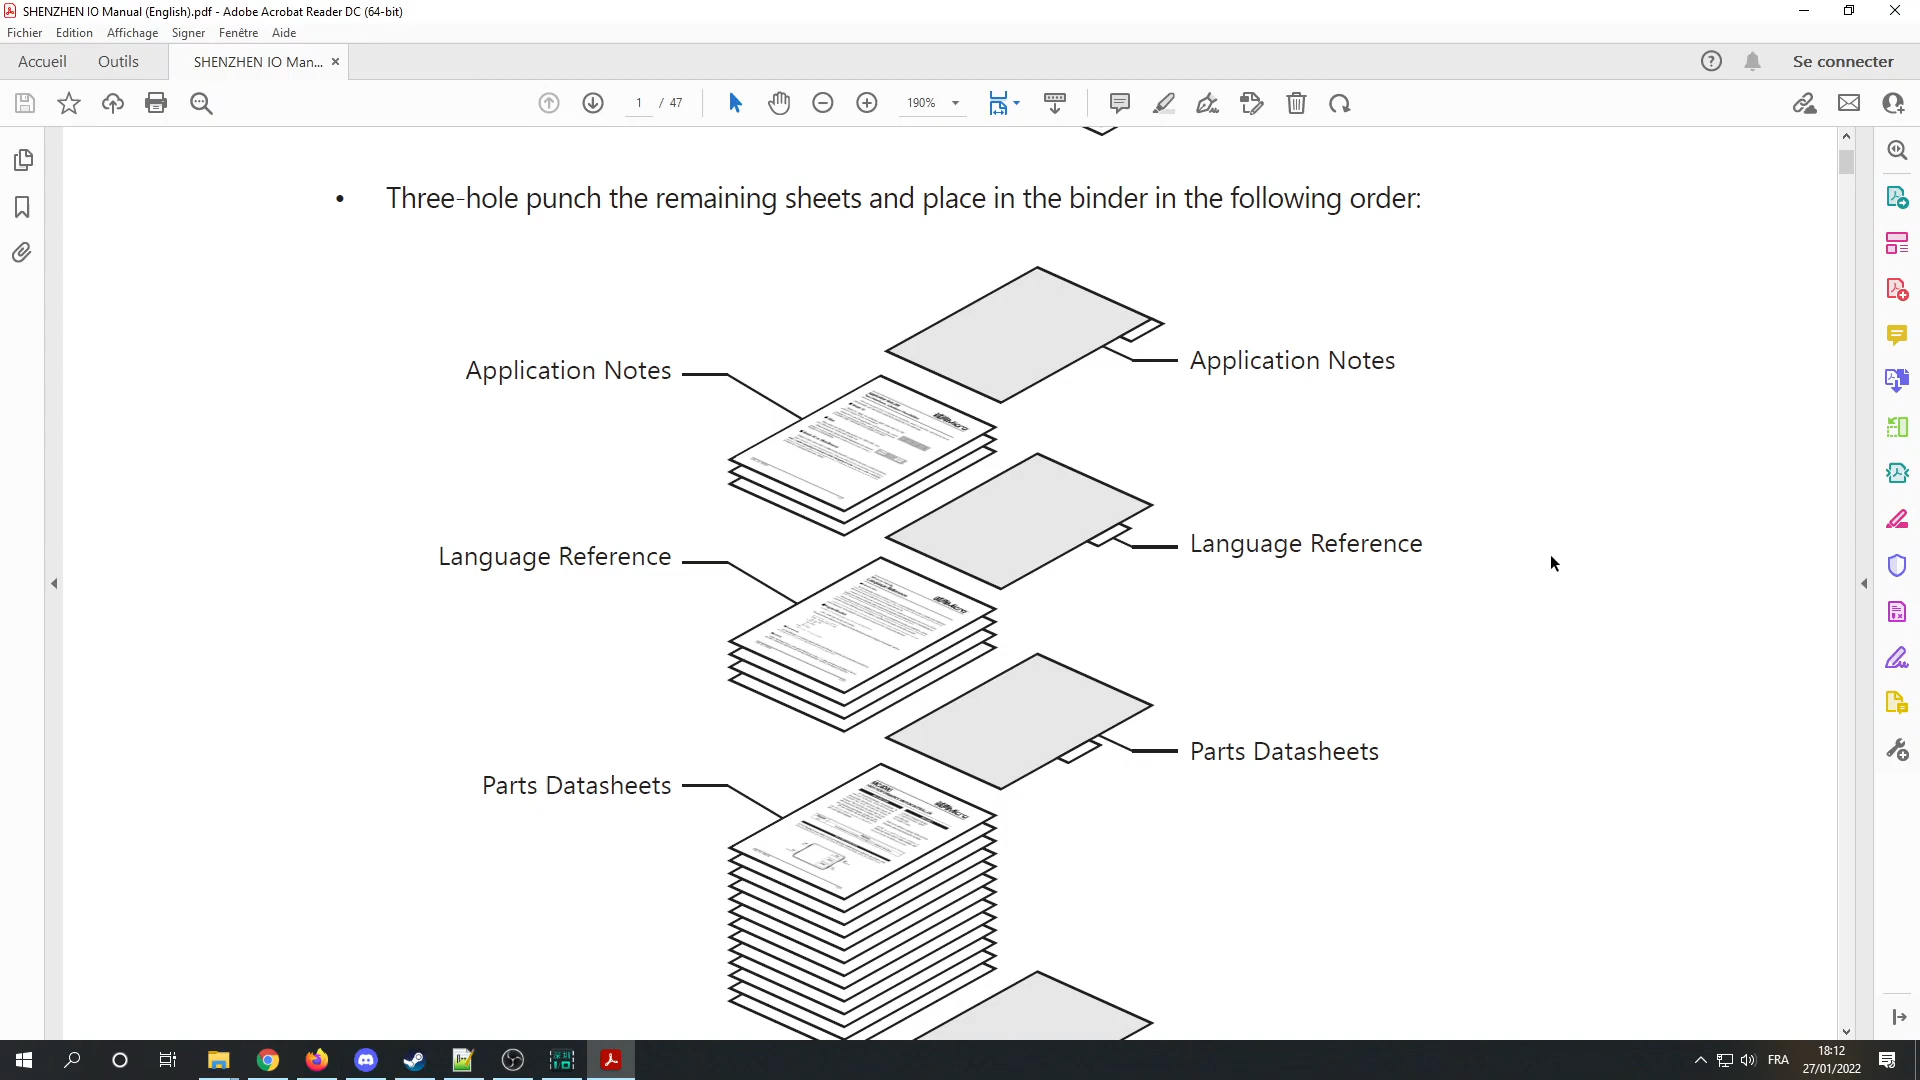 SHENZHEN IO Manual (English).pdf - Adobe Acrobat Reader DC (64-bit)
Fichier Edition Affichage Signer Fenêtre Aide
Accueil Outils SHENZHEN IO Man... × Se connecter
1 / 47 190%
• Three-hole punch the remaining sheets and place in the binder in the following order:
Application Notes
Application Notes
Language Reference
Language Reference
Parts Datasheets
Parts Datasheets
FRA
18:12
27/01/2022